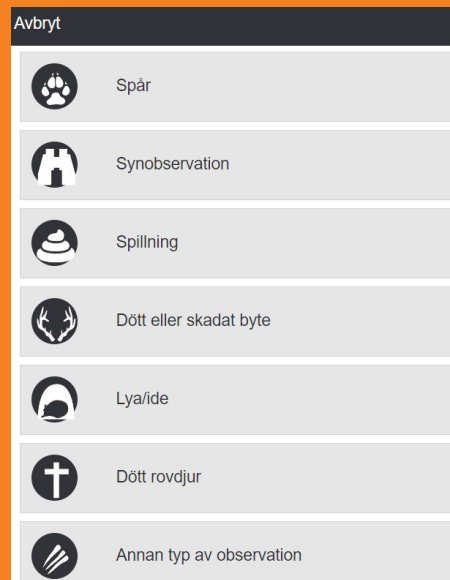 Avbryt
Spår
Synobservation
Spillning
Dött eller skadat byte
Lya/ide
Dött rovdjur
Annan typ av observation